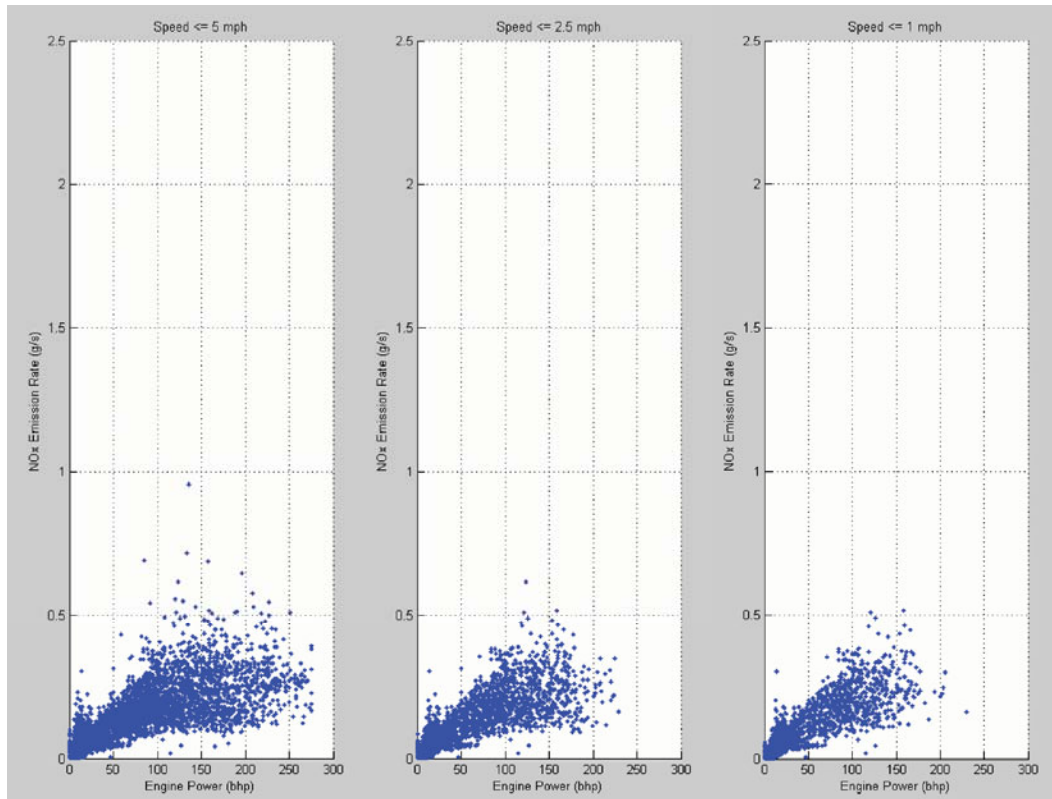 Speed <= 5 mph
2.5
2
1.5
1
0.5
0
0 50 100 150 200 250 300
NOx Emission Rate (g/s)
Engine Power (bhp)
Speed <= 2.5 mph
2.5
2
1.5
1
0.5
0
0 50 100 150 200 250 300
NOx Emission Rate (g/s)
Engine Power (bhp)
Speed <= 1 mph
2.5
2
1.5
1
0.5
0
0 50 100 150 200 250 300
NOx Emission Rate (g/s)
Engine Power (bhp)